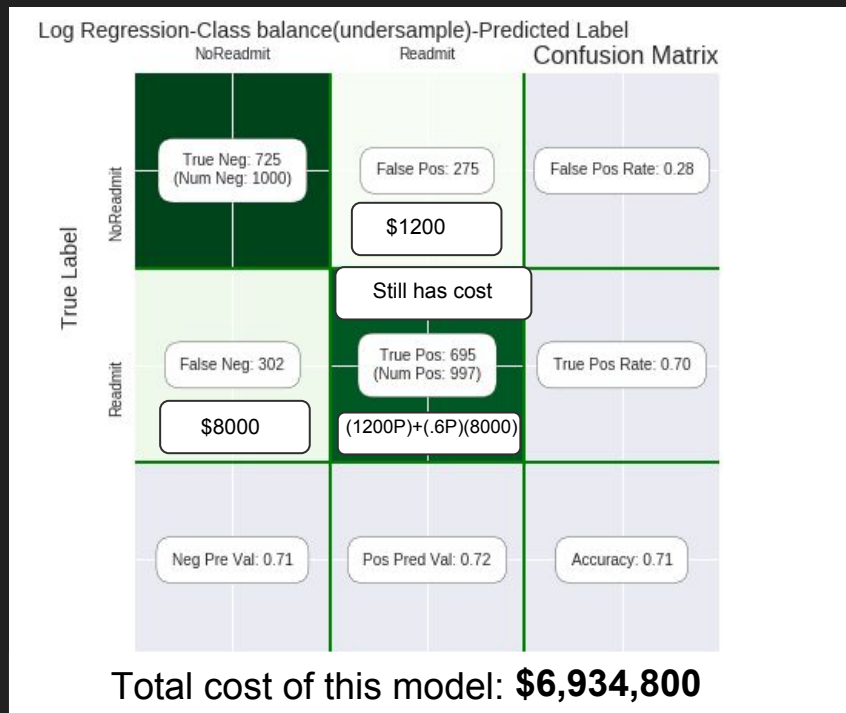 Log Regression-Class balance(undersample)-Predicted Label
NoReadmit
Readmit
Confusion Matrix
True Label
NoReadmit
True Neg: 725
(Num Neg: 1000)
False Pos: 275
$1200
False Pos Rate: 0.28
Still has cost
Readmit
False Neg: 302
$8000
True Pos: 695
(Num Pos: 997)
(1200P)+(.6P)(8000)
True Pos Rate: 0.70
Neg Pre Val: 0.71
Pos Pred Val: 0.72
Accuracy: 0.71
Total cost of this model: $6,934,800